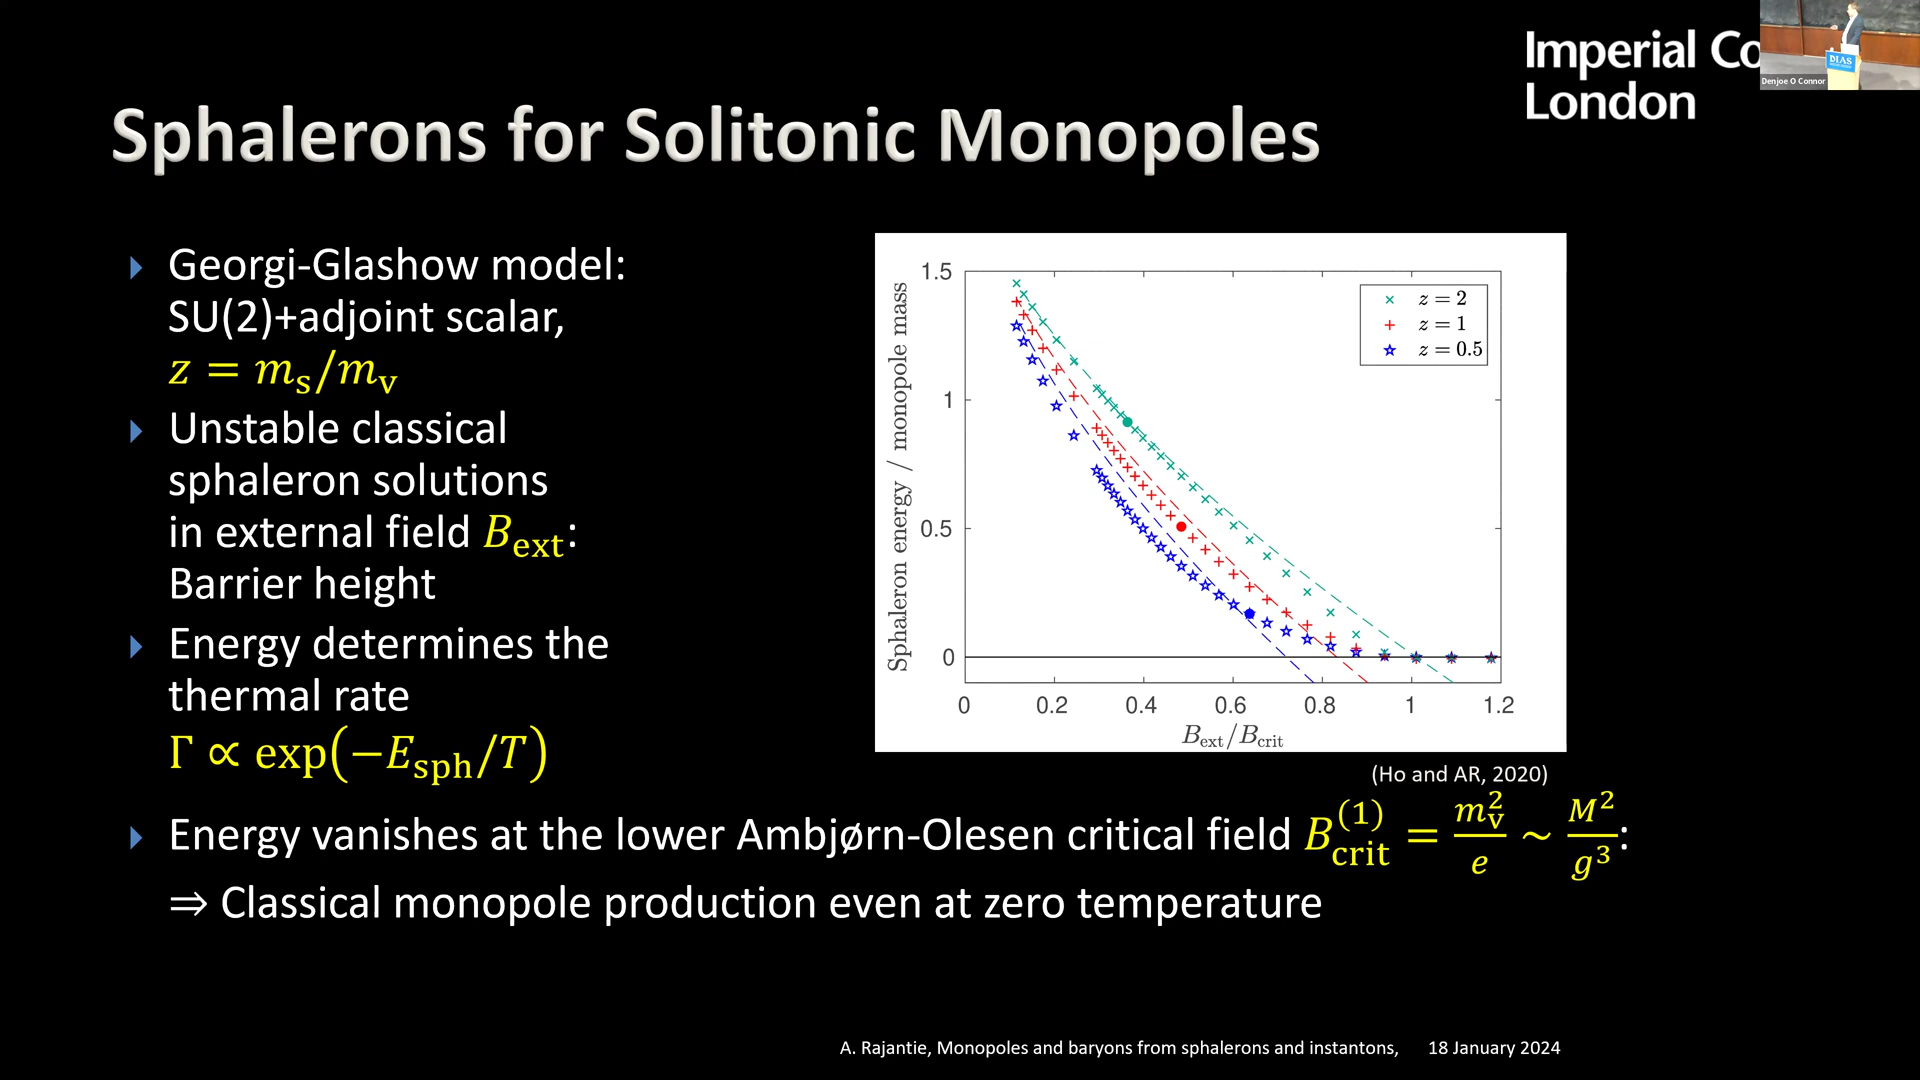 Imperial Co
London
DIAS
Denjoe O Connor
Sphalerons for Solitonic Monopoles
Georgi-Glashow model:
SU(2)+adjoint scalar,
z = m_s/m_v
Unstable classical
sphaleron solutions
in external field B_ext:
Barrier height
Energy determines the
thermal rate
Γ ∝ exp(−E_sph/T)
Sphaleron energy / monopole mass
1.5
1
0.5
0
z = 2
z = 1
z = 0.5
0 0.2 0.4 0.6 0.8 1 1.2
B_ext/B_crit
(Ho and AR, 2020)
Energy vanishes at the lower Ambjørn-Olesen critical field B_crit^(1) = m_v^2/e ~ M^2/g^3:
⇒ Classical monopole production even at zero temperature
A. Rajantie, Monopoles and baryons from sphalerons and instantons, 18 January 2024